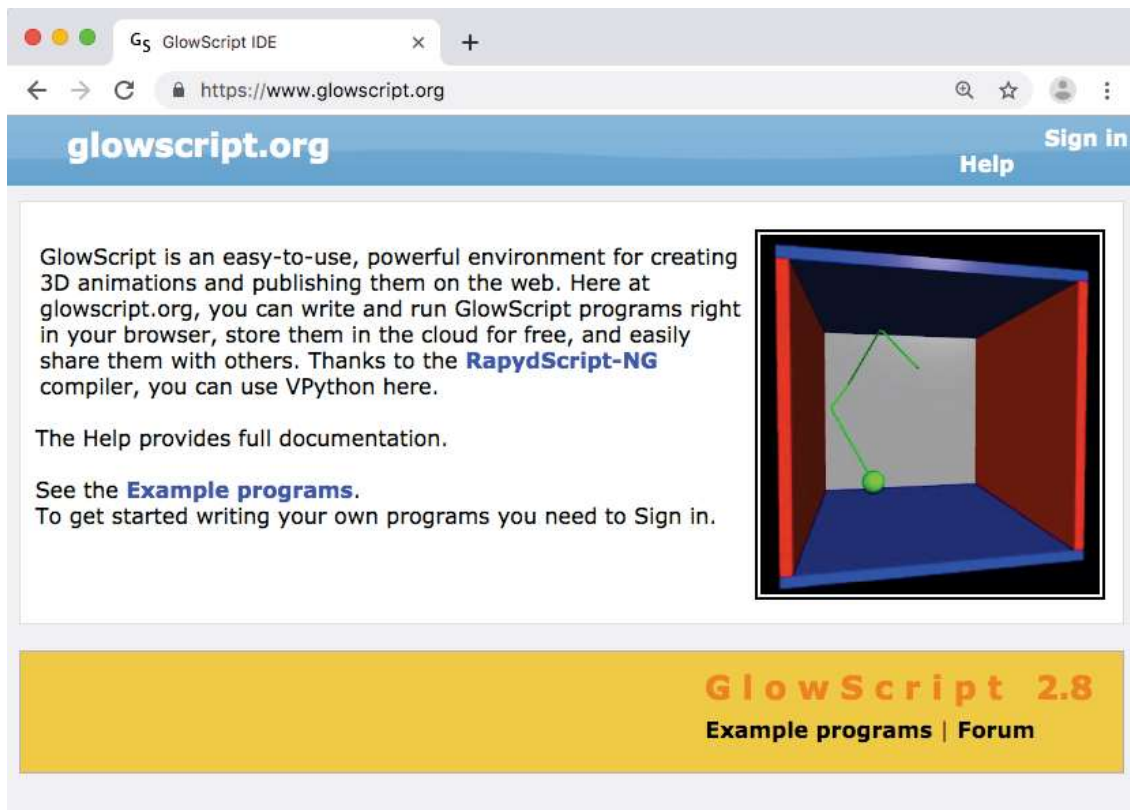 GS GlowScript IDE
https://www.glowscript.org
glowscript.org
Sign in
Help
GlowScript is an easy-to-use, powerful environment for creating
3D animations and publishing them on the web. Here at
glowscript.org, you can write and run GlowScript programs right
in your browser, store them in the cloud for free, and easily
share them with others. Thanks to the RapydScript-NG
compiler, you can use VPython here.
The Help provides full documentation.
See the Example programs.
To get started writing your own programs you need to Sign in.
GlowScript 2.8
Example programs | Forum